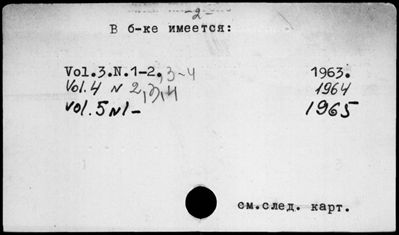 -2-
В б-ке имеется:
Vol.3.N.1-2, 3-4 1963.
Vol. 4 N 2,3,4 1964
vol. 5 N1- 1965
см.след. карт.